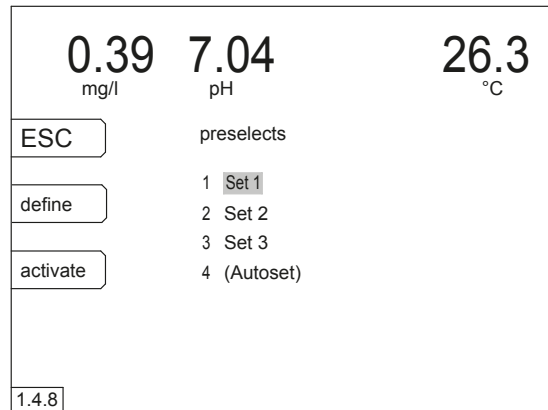 0.39 7.04 26.3
mg/l pH °C
ESC
preselects
1 Set 1
define
2 Set 2
3 Set 3
activate
4 (Autoset)
1.4.8